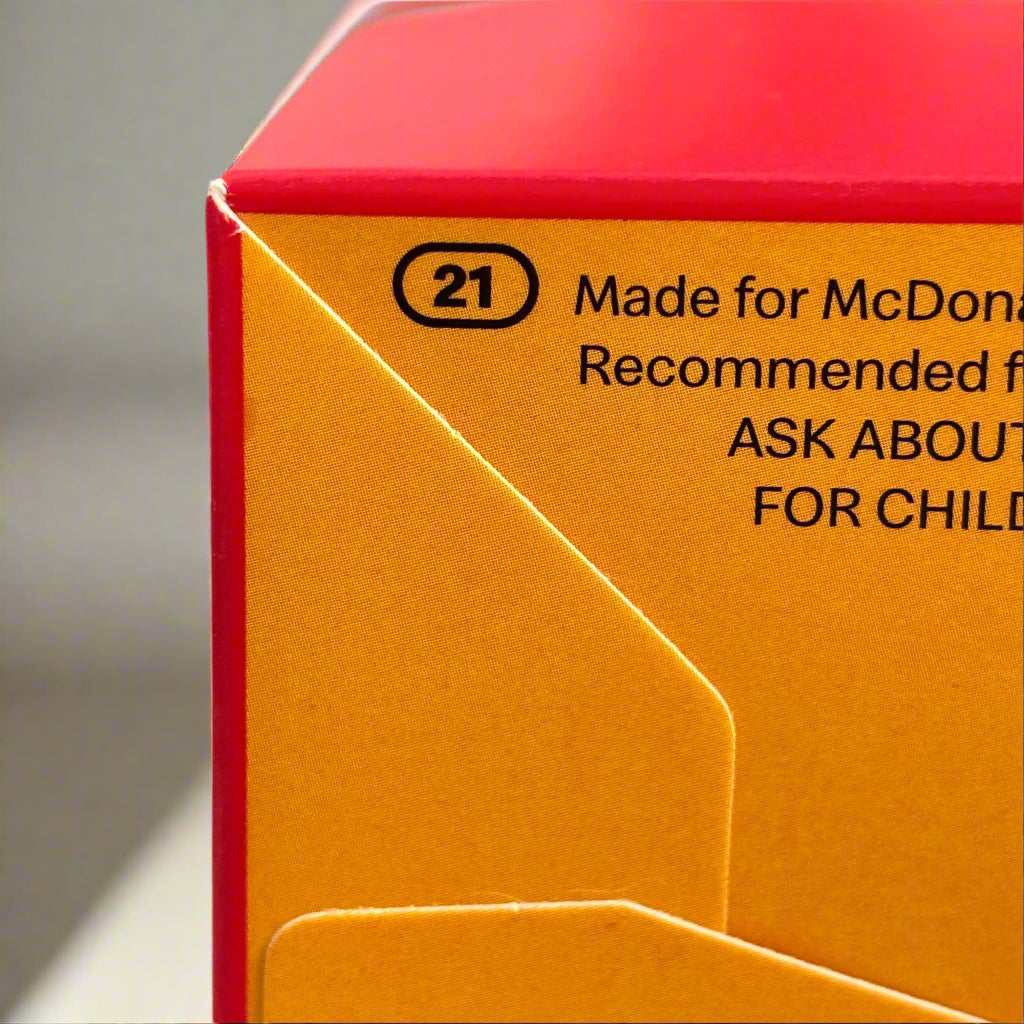 21 Made for McDona
Recommended f
ASK ABOUT
FOR CHILD